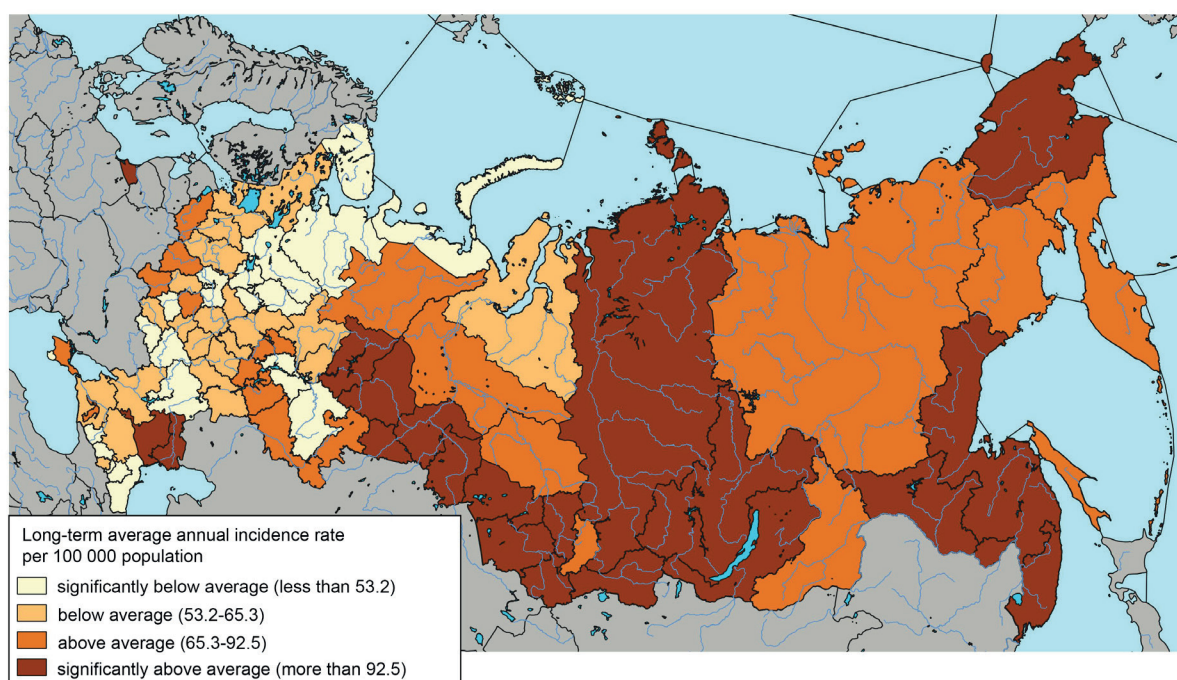 Long-term average annual incidence rate
per 100 000 population
significantly below average (less than 53.2)
below average (53.2-65.3)
above average (65.3-92.5)
significantly above average (more than 92.5)